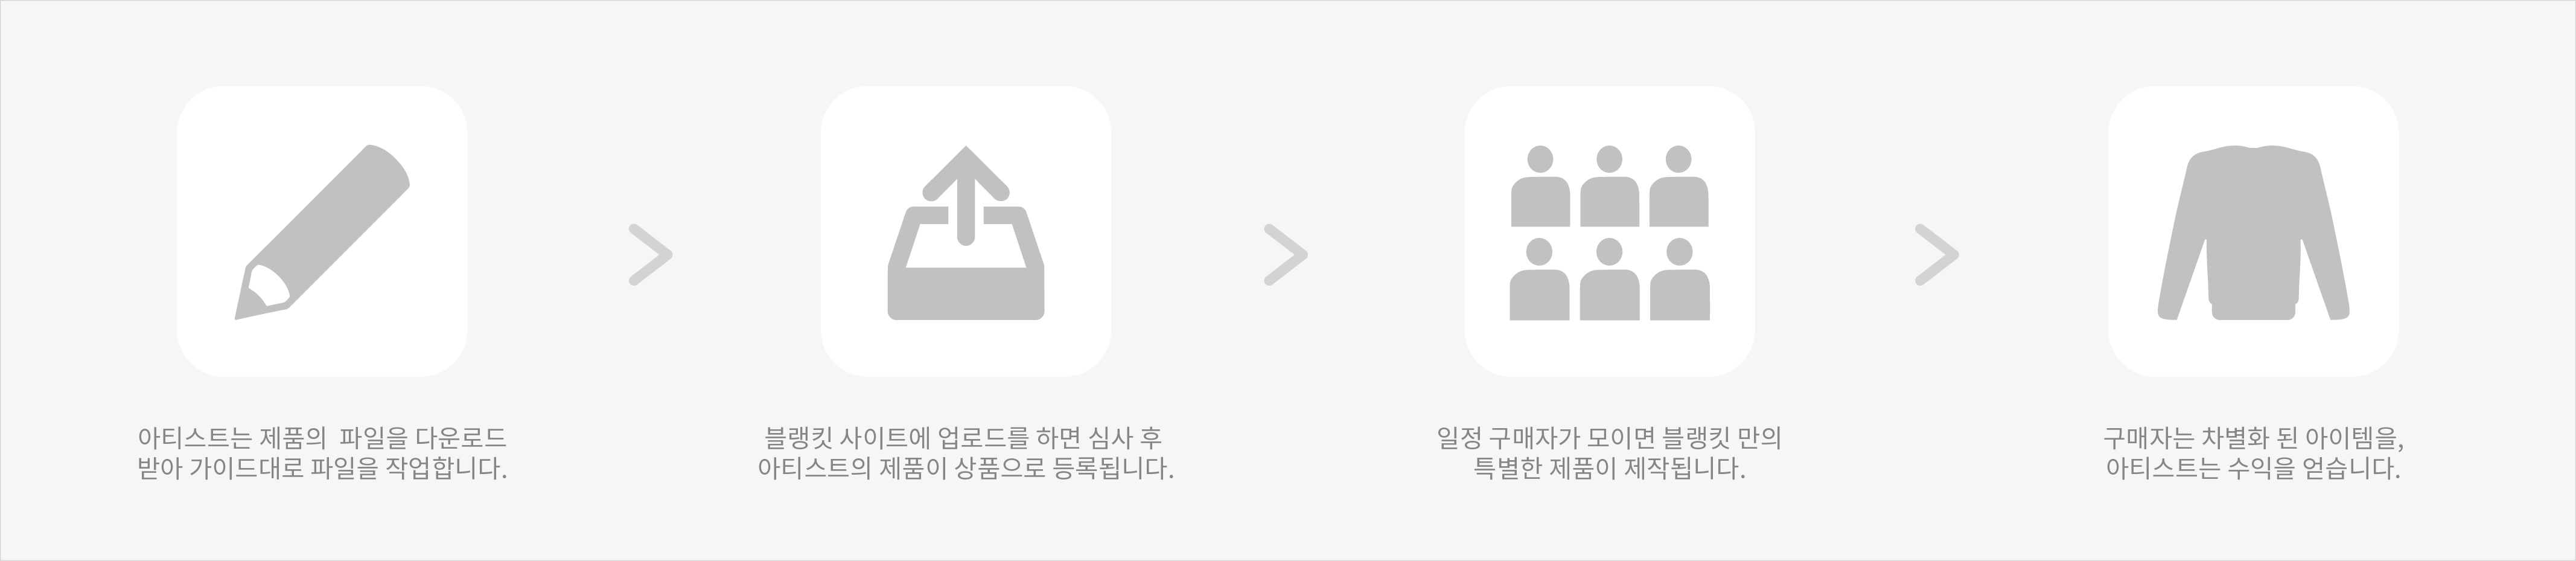 아티스트는 제품의 파일을 다운로드
받아 가이드대로 파일을 작업합니다.
블랭킷 사이트에 업로드를 하면 심사 후
아티스트의 제품이 상품으로 등록됩니다.
일정 구매자가 모이면 블랭킷 만의
특별한 제품이 제작됩니다.
구매자는 차별화 된 아이템을,
아티스트는 수익을 얻습니다.